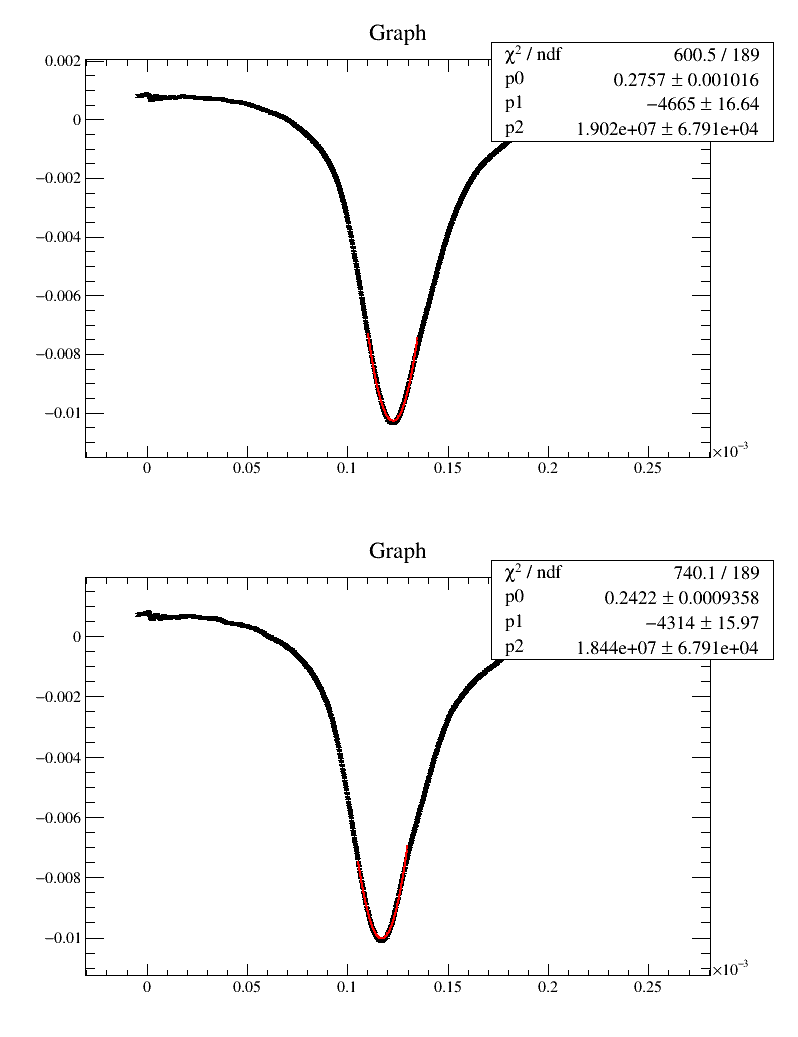 Graph
χ² / ndf 600.5 / 189
p0 0.2757 ± 0.001016
p1 −4665 ± 16.64
p2 1.902e+07 ± 6.791e+04
0.002
0
−0.002
−0.004
−0.006
−0.008
−0.01
0 0.05 0.1 0.15 0.2 0.25
×10⁻³
Graph
χ² / ndf 740.1 / 189
p0 0.2422 ± 0.0009358
p1 −4314 ± 15.97
p2 1.844e+07 ± 6.791e+04
0
−0.002
−0.004
−0.006
−0.008
−0.01
0 0.05 0.1 0.15 0.2 0.25
×10⁻³